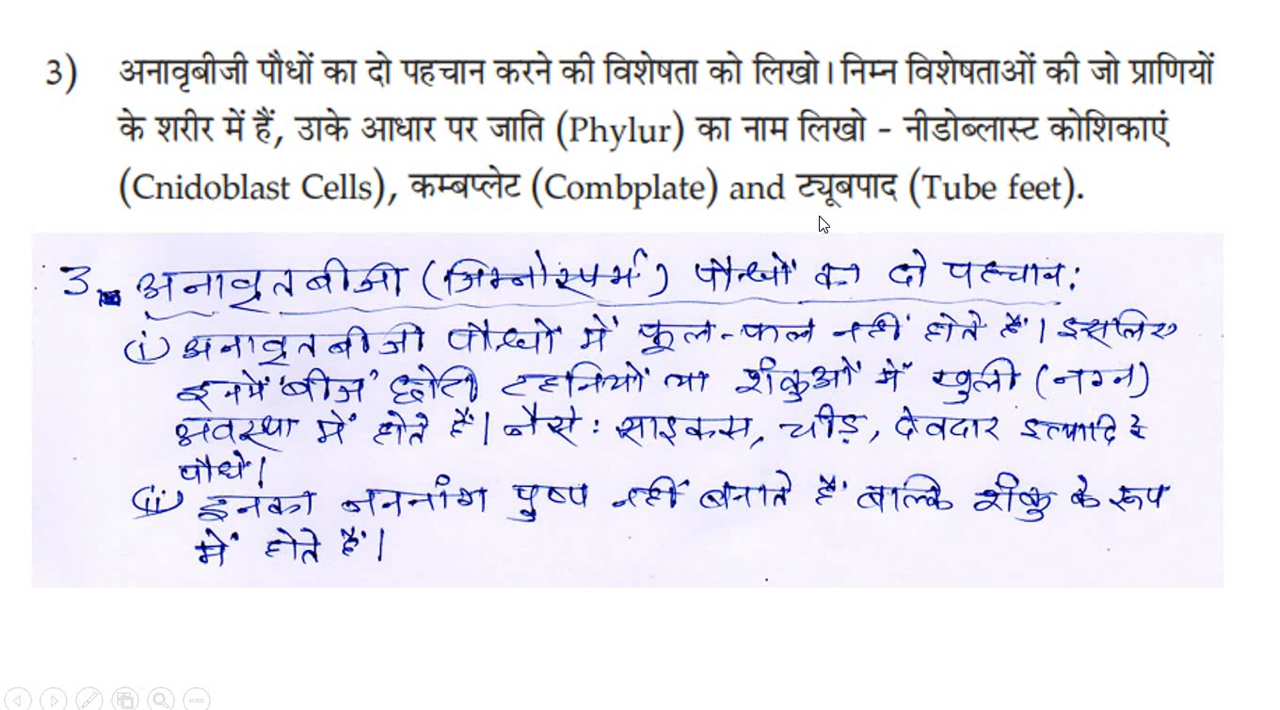 3) अनावृबीजी पौधों का दो पहचान करने की विशेषता को लिखो। निम्न विशेषताओं की जो प्राणियों
के शरीर में हैं, उाके आधार पर जाति (Phylur) का नाम लिखो - नीडोब्लास्ट कोशिकाएं
(Cnidoblast Cells), कम्बप्लेट (Combplate) and ट्यूबपाद (Tube feet).
3. अनावृतबीजी (जिम्नोस्पर्म) पौधों का दो पहचान:
(i) अनावृतबीजी पौधों में फूल-फल नहीं होते हैं। इसलिए
इनमें 'बीज' छोटी टहनियों या शंकुओं में खुली (नग्न)
अवस्था में होते हैं। जैसे: साइकस, चीड़, देवदार इत्यादि के
पौधे।
(ii) इनका जननांग पुष्प नहीं बनाते हैं बल्कि शंकु के रूप
में होते हैं।